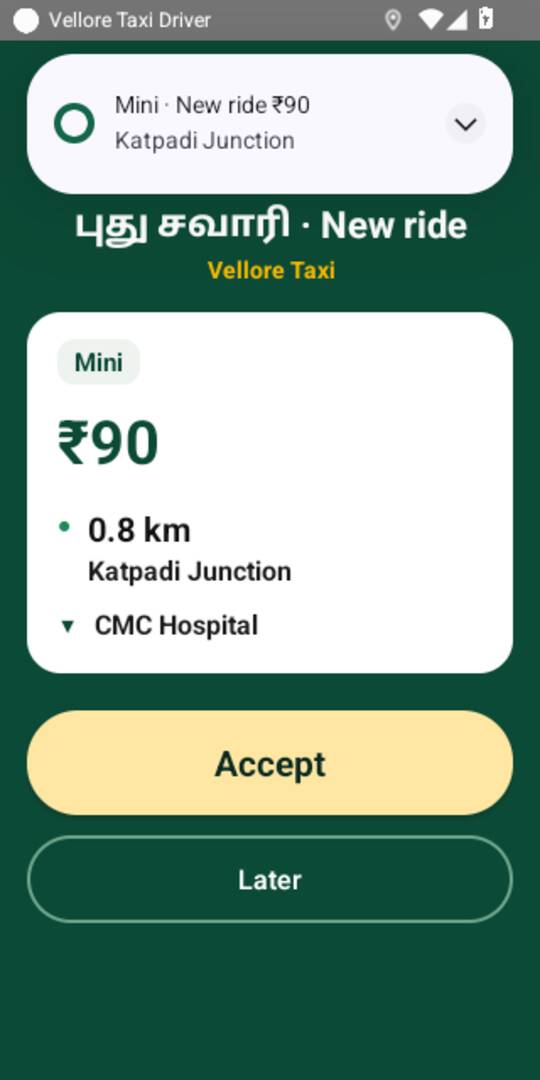 Vellore Taxi Driver
Mini · New ride ₹90
Katpadi Junction
புது சவாரி · New ride
Vellore Taxi
Mini
₹90
0.8 km
Katpadi Junction
CMC Hospital
Accept
Later